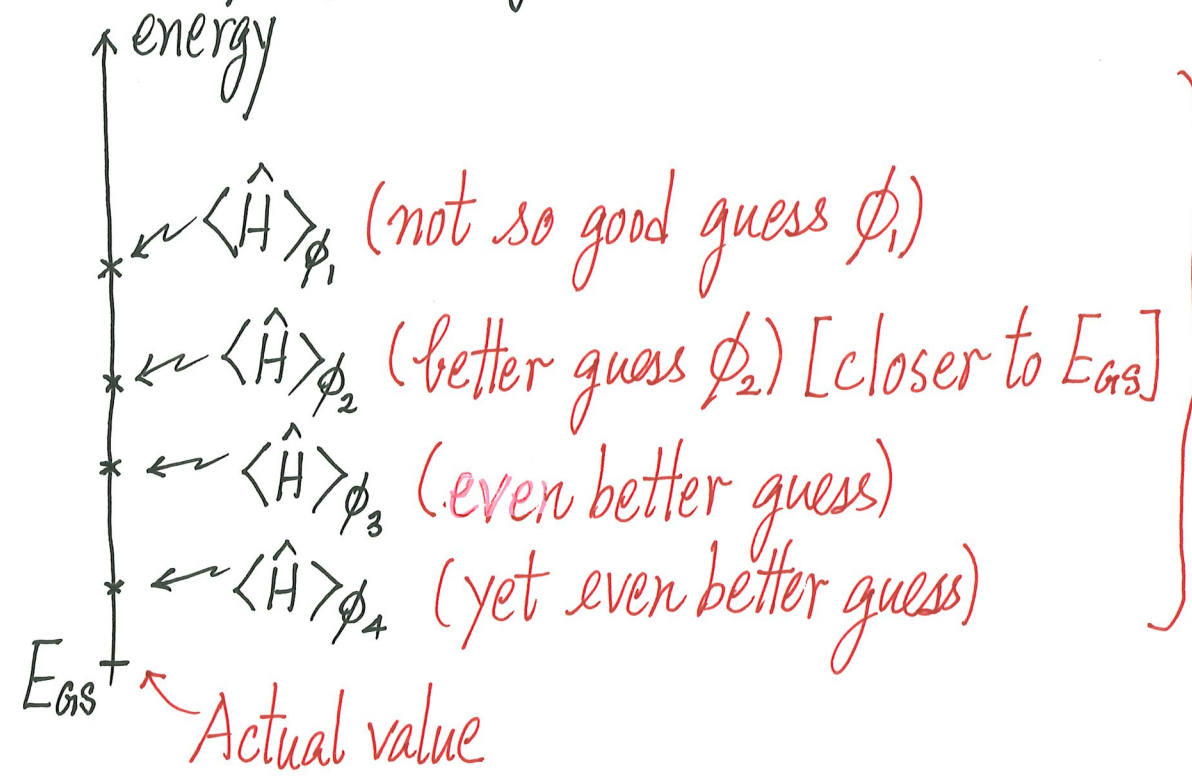 energy
⟨Ĥ⟩ϕ₁ (not so good guess ϕ₁)
⟨Ĥ⟩ϕ₂ (better guess ϕ₂) [closer to E_GS]
⟨Ĥ⟩ϕ₃ (even better guess)
⟨Ĥ⟩ϕ₄ (yet even better guess)
E_GS
Actual value